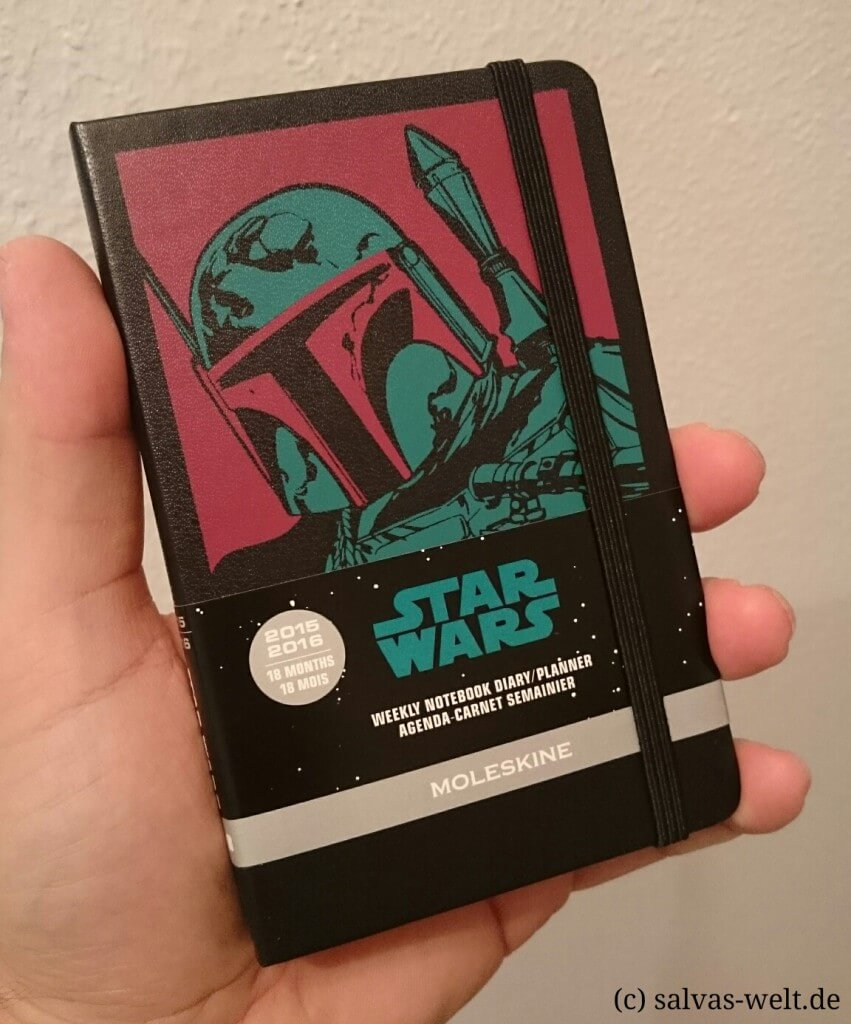 STAR
WARS
2015
2016
18 MONTHS
18 MOIS
WEEKLY NOTEBOOK DIARY/PLANNER
AGENDA-CARNET SEMAINIER
MOLESKINE
(c) salvas-welt.de